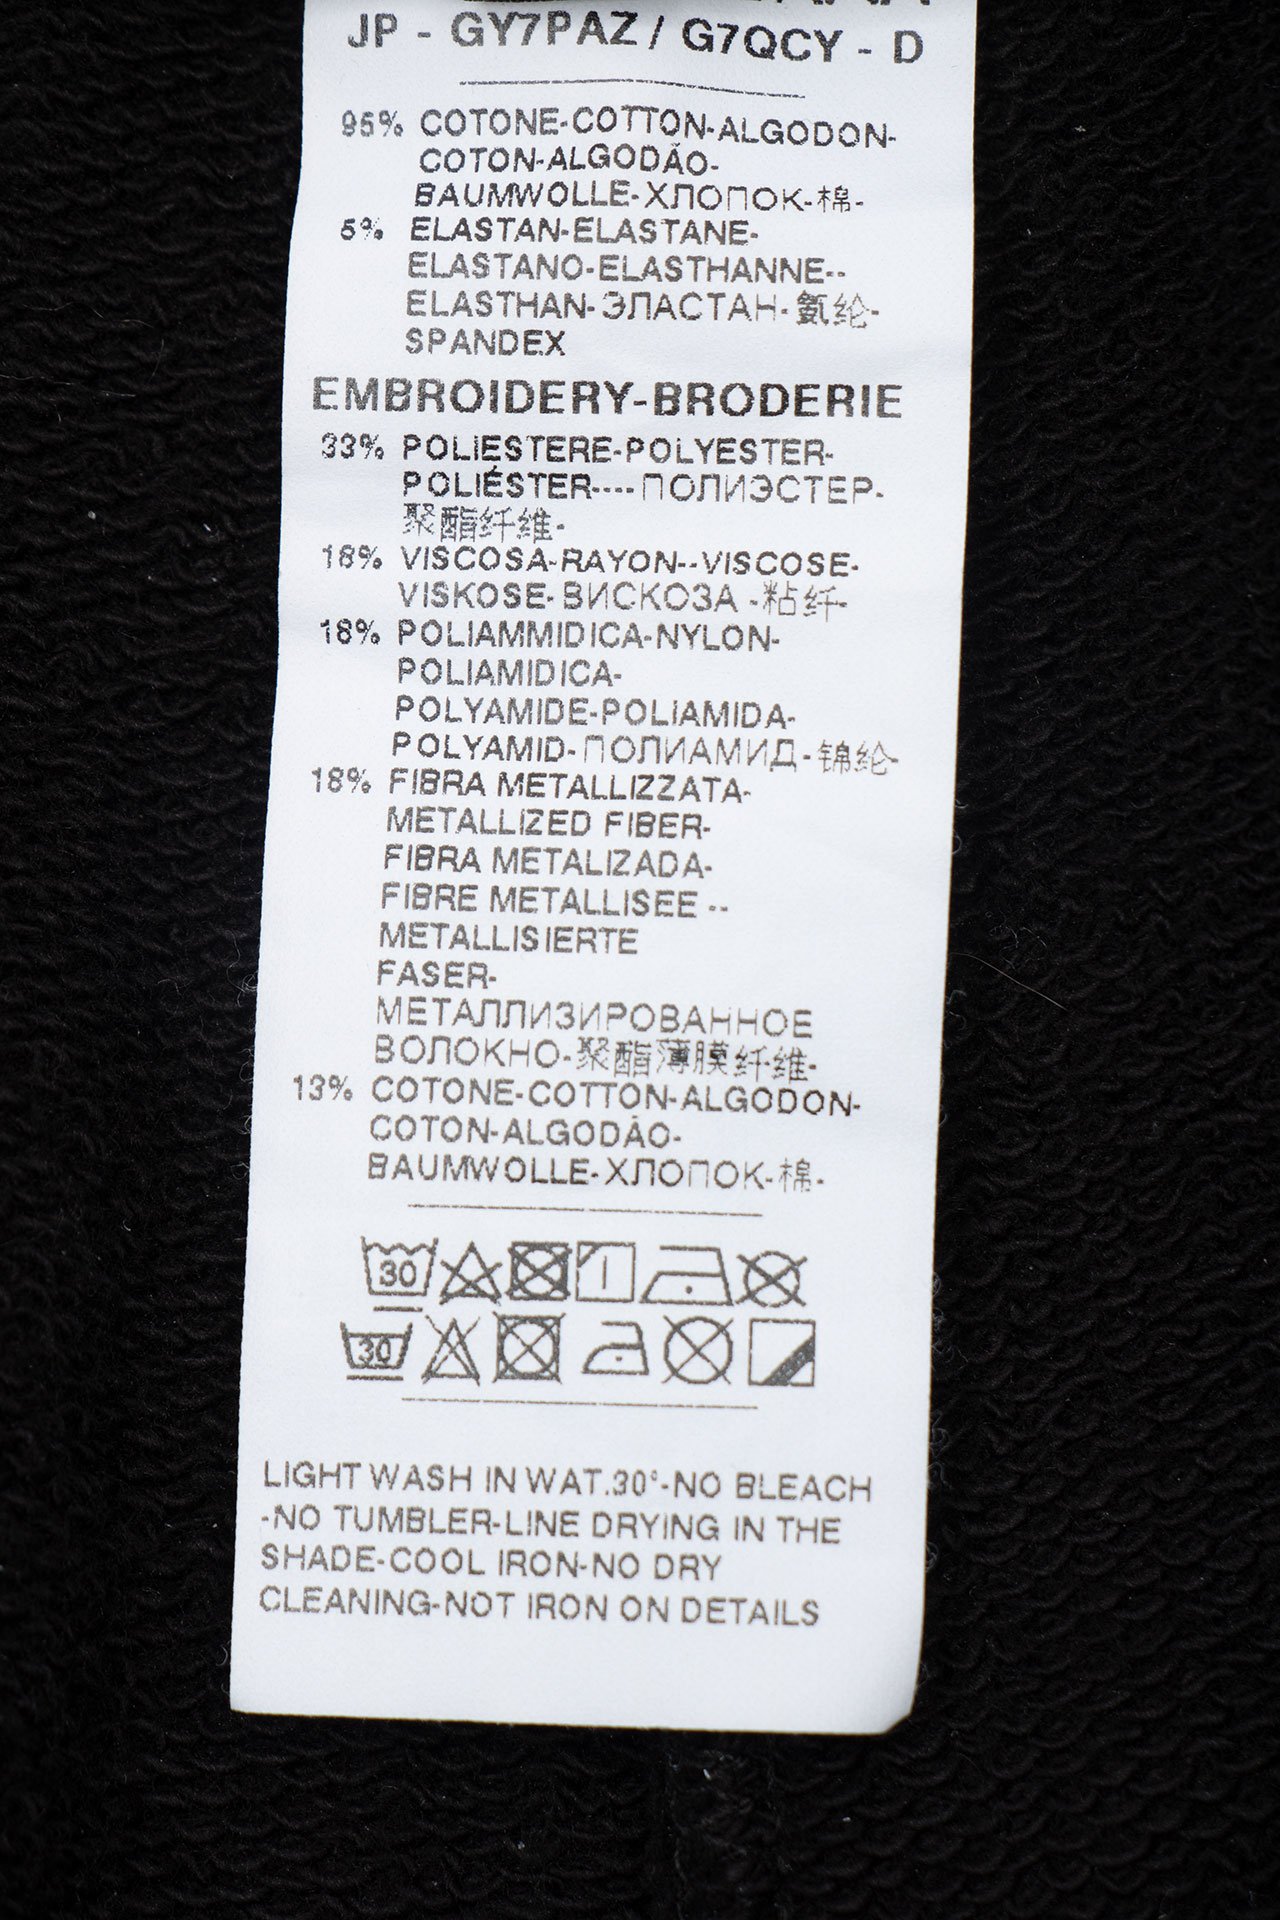 JP - GY7PAZ / G7QCY - D
95% COTONE-COTTON-ALGODON-
COTON-ALGODÃO-
BAUMWOLLE-ХЛОПОК-棉-
5% ELASTAN-ELASTANE-
ELASTANO-ELASTHANNE--
ELASTHAN-ЭЛАСТАН-氨纶-
SPANDEX
EMBROIDERY-BRODERIE
33% POLIESTERE-POLYESTER-
POLIÉSTER----ПОЛИЭСТЕР-
聚酯纤维-
18% VISCOSA-RAYON--VISCOSE-
VISKOSE-ВИСКОЗА -粘纤-
18% POLIAMMIDICA-NYLON-
POLIAMIDICA-
POLYAMIDE-POLIAMIDA-
POLYAMID-ПОЛИАМИД-锦纶-
18% FIBRA METALLIZZATA-
METALLIZED FIBER-
FIBRA METALIZADA-
FIBRE METALLISEE --
METALLISIERTE
FASER-
МЕТАЛЛИЗИРОВАННОЕ
ВОЛОКНО-聚酯薄膜纤维-
13% COTONE-COTTON-ALGODON-
COTON-ALGODÃO-
BAUMWOLLE-ХЛОПОК-棉-
30
30
LIGHT WASH IN WAT.30°-NO BLEACH
-NO TUMBLER-LINE DRYING IN THE
SHADE-COOL IRON-NO DRY
CLEANING-NOT IRON ON DETAILS